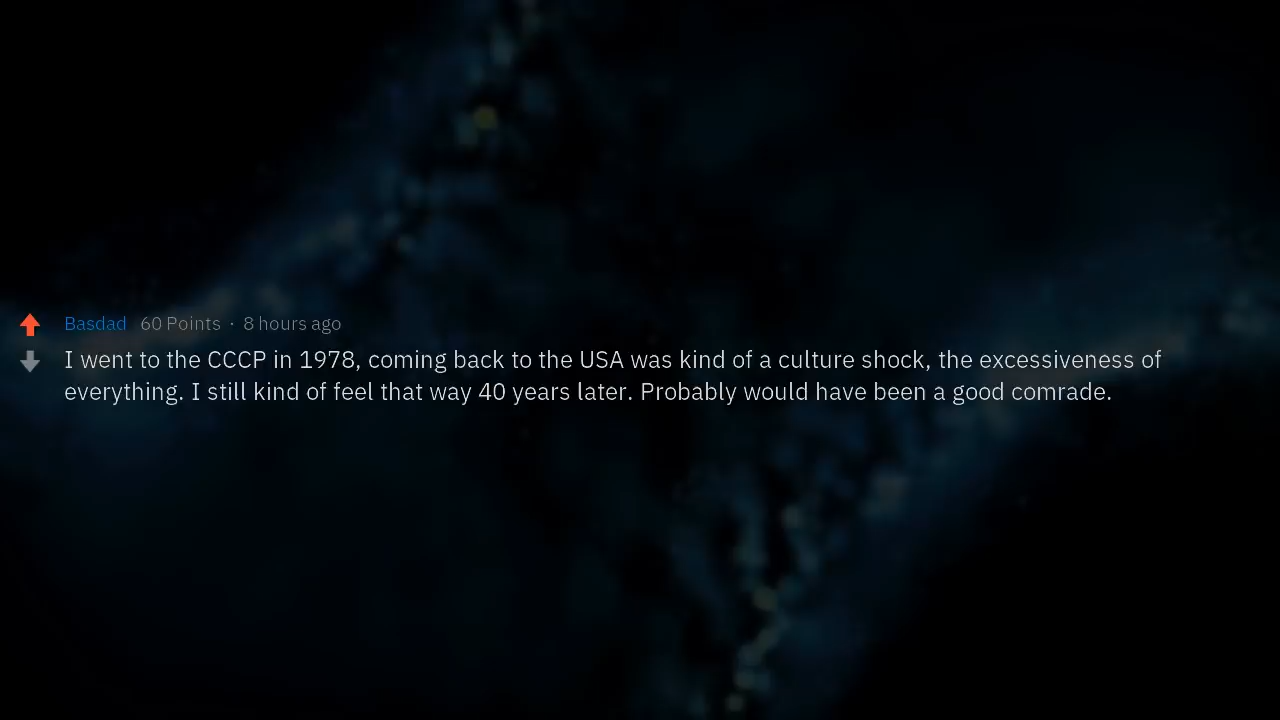 Basdad 60 Points · 8 hours ago
I went to the CCCP in 1978, coming back to the USA was kind of a culture shock, the excessiveness of
everything. I still kind of feel that way 40 years later. Probably would have been a good comrade.